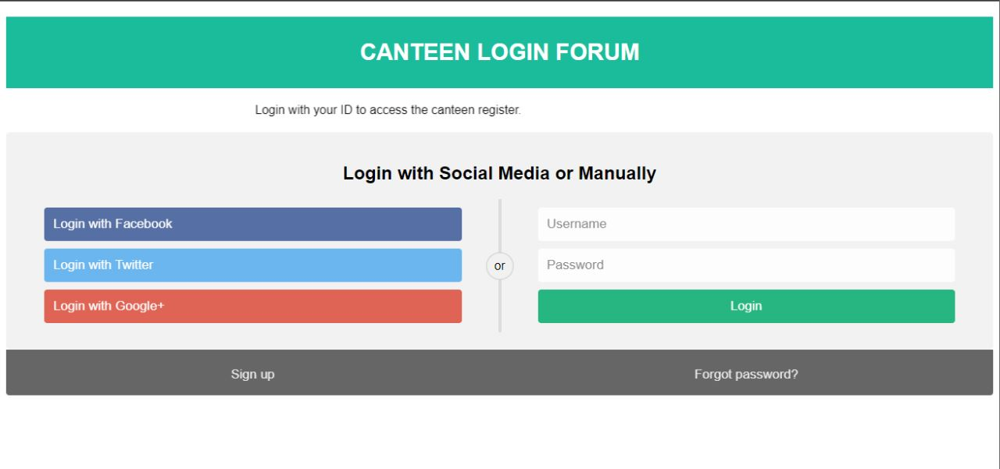 CANTEEN LOGIN FORUM
Login with your ID to access the canteen register.
Login with Social Media or Manually
Login with Facebook
Login with Twitter
Login with Google+
or
Username
Password
Login
Sign up
Forgot password?